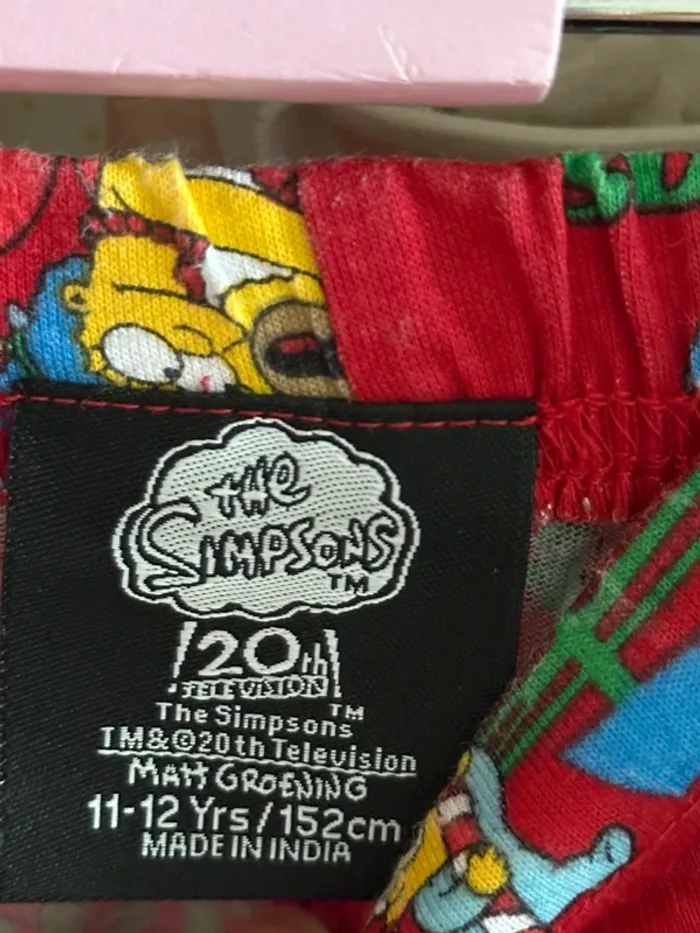 THE
SIMPSONS
TM
20th
TELEVISION
The Simpsons™
TM&©20th Television
MATT GROENING
11-12 Yrs/152cm
MADE IN INDIA